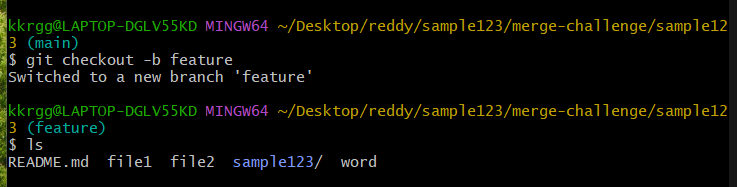 kkrgg@LAPTOP-DGLV55KD MINGW64 ~/Desktop/reddy/sample123/merge-challenge/sample12
3 (main)
$ git checkout -b feature
Switched to a new branch 'feature'
kkrgg@LAPTOP-DGLV55KD MINGW64 ~/Desktop/reddy/sample123/merge-challenge/sample12
3 (feature)
$ ls
README.md  file1  file2  sample123/  word